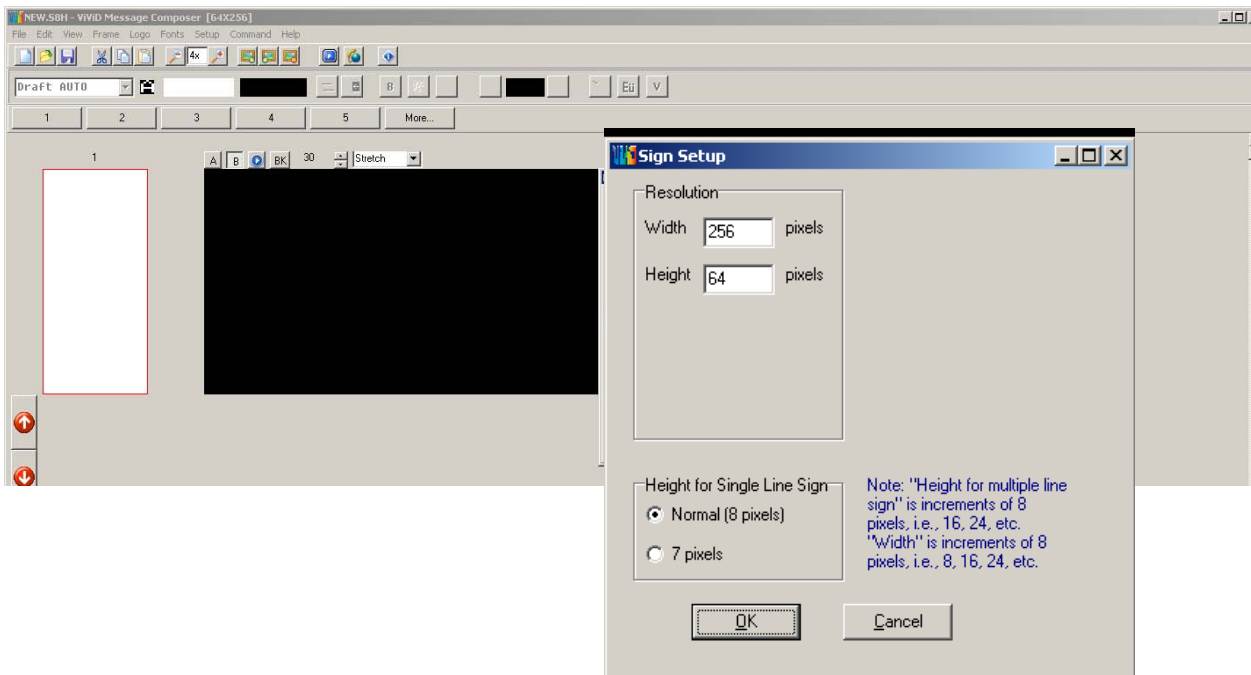 NEW.S8H - ViViD Message Composer [64X256]
File Edit View Frame Logo Fonts Setup Command Help
4x
Draft AUTO B Eü V
1 2 3 4 5 More...
1 A B BK 30 Stretch
Sign Setup
Resolution
Width 256 pixels
Height 64 pixels
Height for Single Line Sign
Normal (8 pixels)
7 pixels
Note: "Height for multiple line
sign" is increments of 8
pixels, i.e., 16, 24, etc.
"Width" is increments of 8
pixels, i.e., 8, 16, 24, etc.
OK Cancel